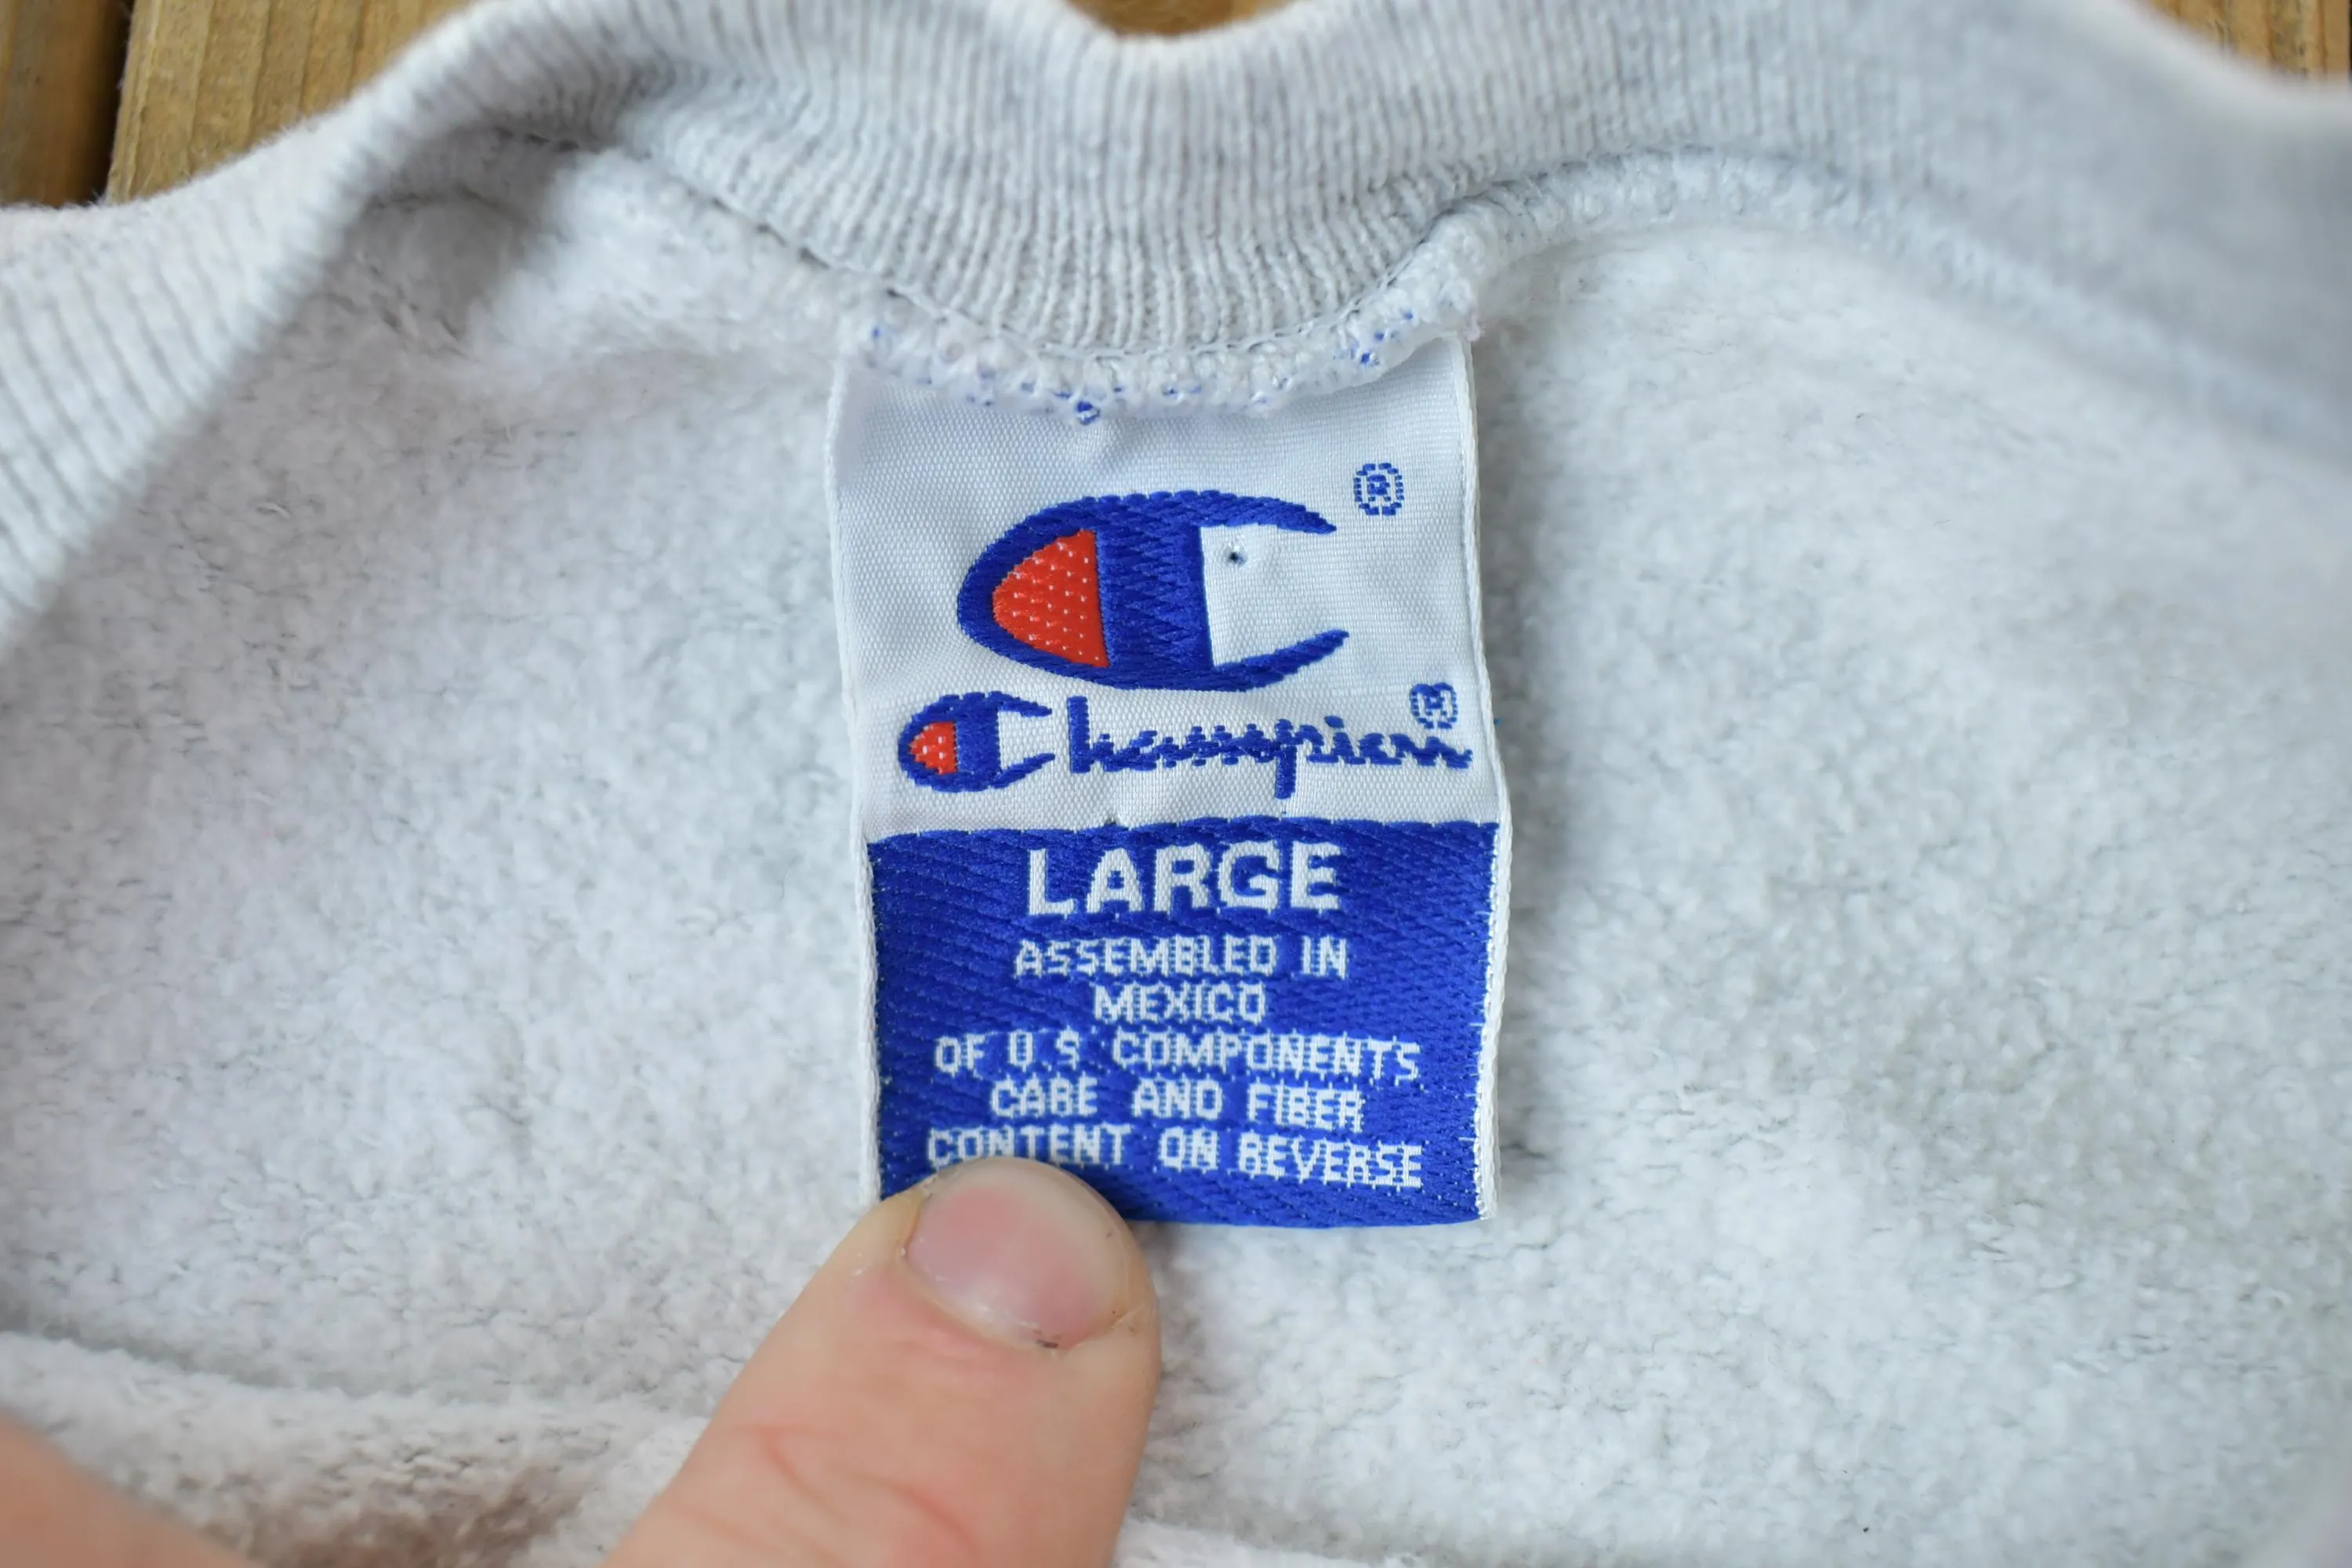 ®
Champion®
LARGE
ASSEMBLED IN
MEXICO
OF U.S COMPONENTS
CARE AND FIBER
CONTENT ON REVERSE